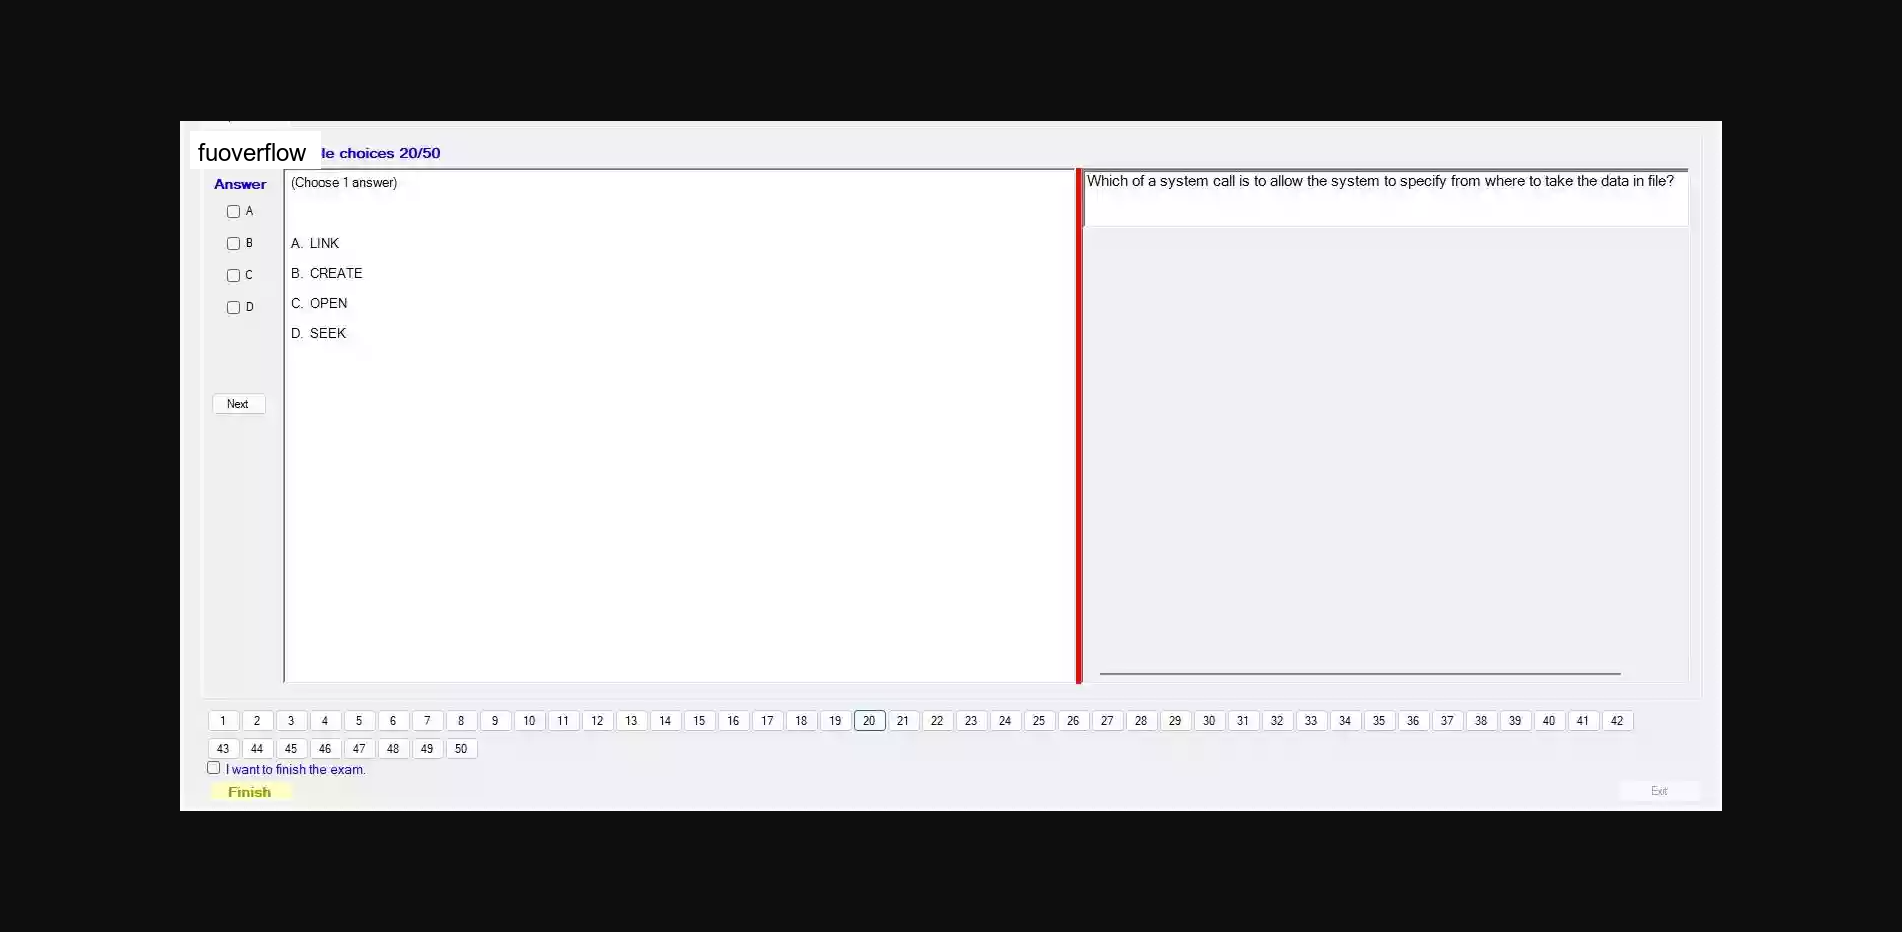 fuoverflow
le choices 20/50
Answer
(Choose 1 answer)
Which of a system call is to allow the system to specify from where to take the data in file?
A
B
C
D
A. LINK
B. CREATE
C. OPEN
D. SEEK
Next
1 2 3 4 5 6 7 8 9 10 11 12 13 14 15 16 17 18 19 20 21 22 23 24 25 26 27 28 29 30 31 32 33 34 35 36 37 38 39 40 41 42
43 44 45 46 47 48 49 50
I want to finish the exam.
Finish
Exit